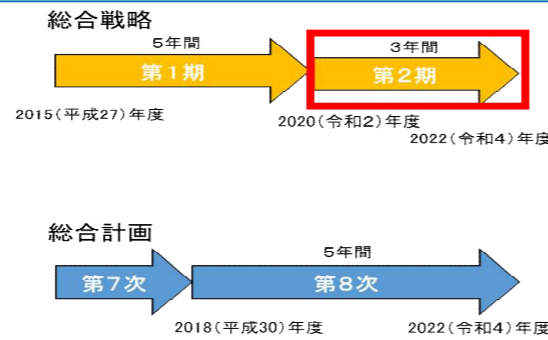 総合戦略
5年間
3年間
第1期
第2期
2015(平成27)年度
2020(令和2)年度
2022(令和4)年度
総合計画
5年間
第7次
第8次
2018(平成30)年度
2022(令和4)年度